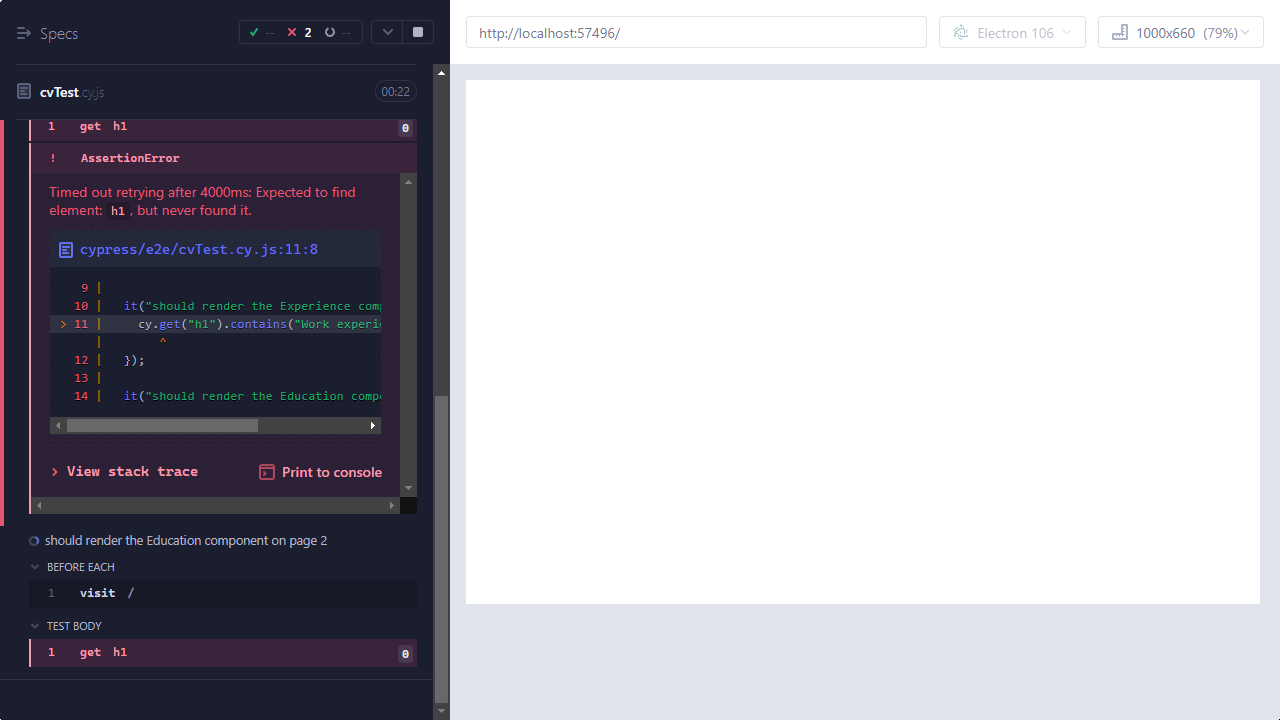 Specs
-- 2 --
cvTest.cy.js
00:22
1 get h1 0
! AssertionError
Timed out retrying after 4000ms: Expected to find
element: h1, but never found it.
cypress/e2e/cvTest.cy.js:11:8
9 |
10 | it("should render the Experience com
> 11 | cy.get("h1").contains("Work experi
| ^
12 | });
13 |
14 | it("should render the Education comp
> View stack trace
Print to console
should render the Education component on page 2
BEFORE EACH
1 visit /
TEST BODY
1 get h1 0
http://localhost:57496/
Electron 106
1000x660 (79%)